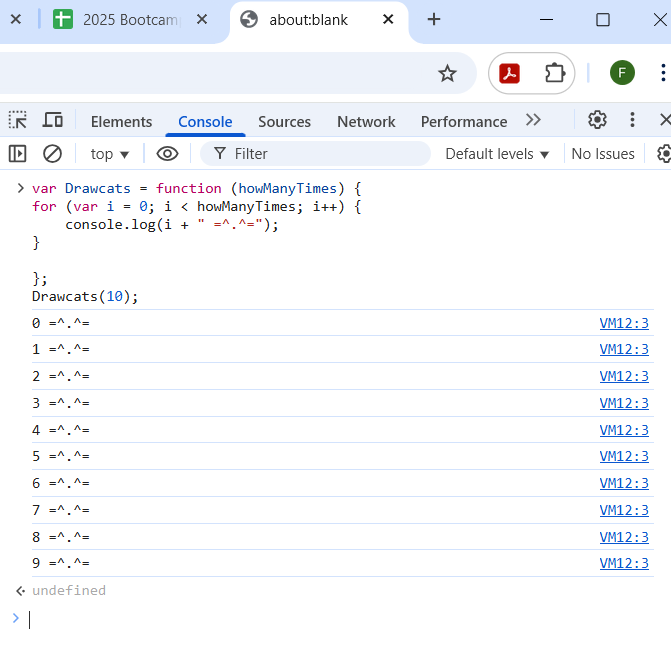 2025 Bootcam
about:blank
F
Elements Console Sources Network Performance
top Filter Default levels No Issues
var Drawcats = function (howManyTimes) {
for (var i = 0; i < howManyTimes; i++) {
    console.log(i + " =^.^=");
}
};
Drawcats(10);
0 =^.^= VM12:3
1 =^.^= VM12:3
2 =^.^= VM12:3
3 =^.^= VM12:3
4 =^.^= VM12:3
5 =^.^= VM12:3
6 =^.^= VM12:3
7 =^.^= VM12:3
8 =^.^= VM12:3
9 =^.^= VM12:3
undefined